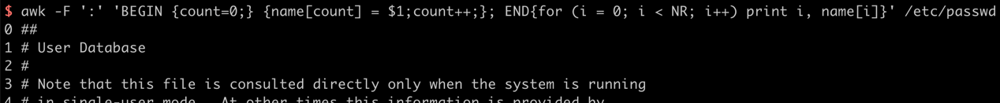 $ awk -F ':' 'BEGIN {count=0;} {name[count] = $1;count++;}; END{for (i = 0; i < NR; i++) print i, name[i]}' /etc/passwd
0 ##
1 # User Database
2 #
3 # Note that this file is consulted directly only when the system is running
4 # in single-user mode.  At other times this information is provided by